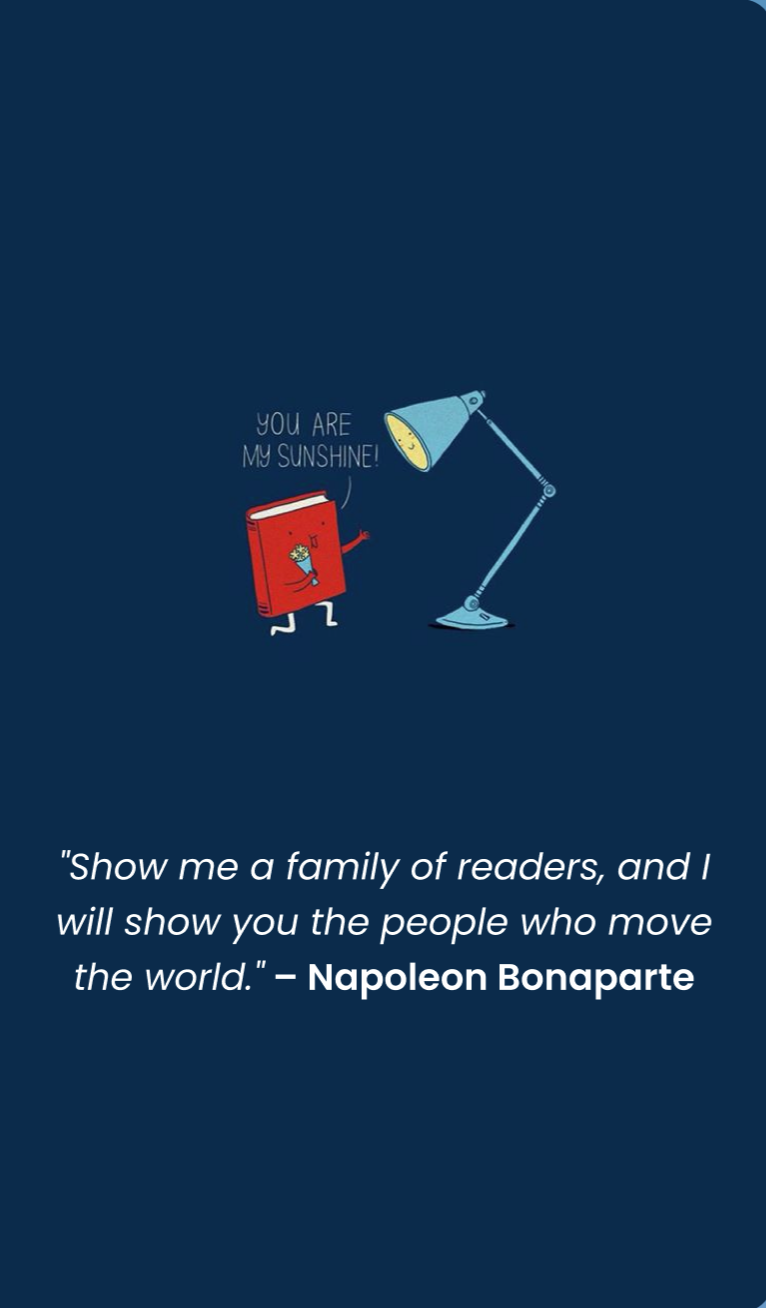 YOU ARE
MY SUNSHINE!
"Show me a family of readers, and I
will show you the people who move
the world." – Napoleon Bonaparte